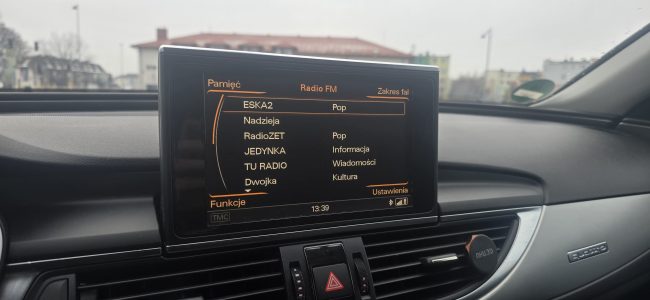 Pamięć
Radio FM
Zakres fal
ESKA2 Pop
Nadzieja
RadioZET Pop
JEDYNKA Informacja
TU RADIO Wiadomości
Dwójka Kultura
Funkcje
Ustawienia
TMC
13:39